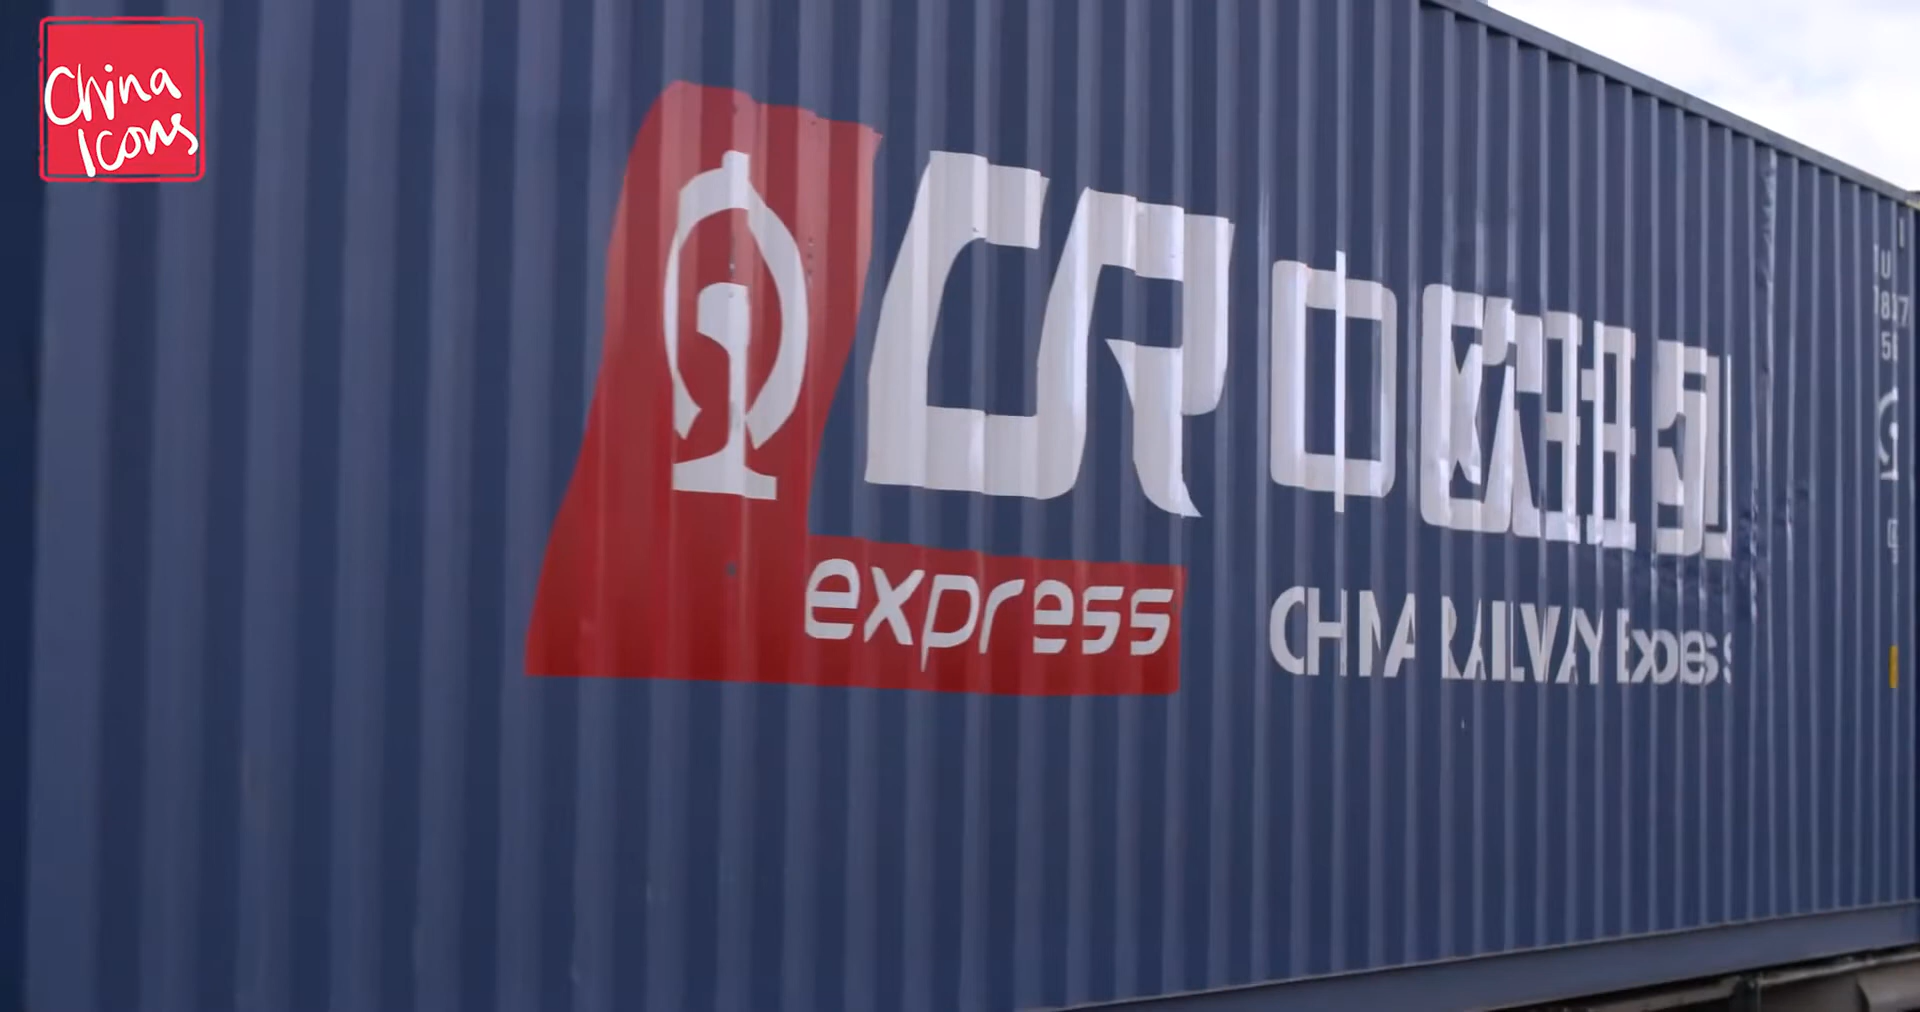 China
Icons
CR 中欧班列
express
CHINA RAILWAY Express